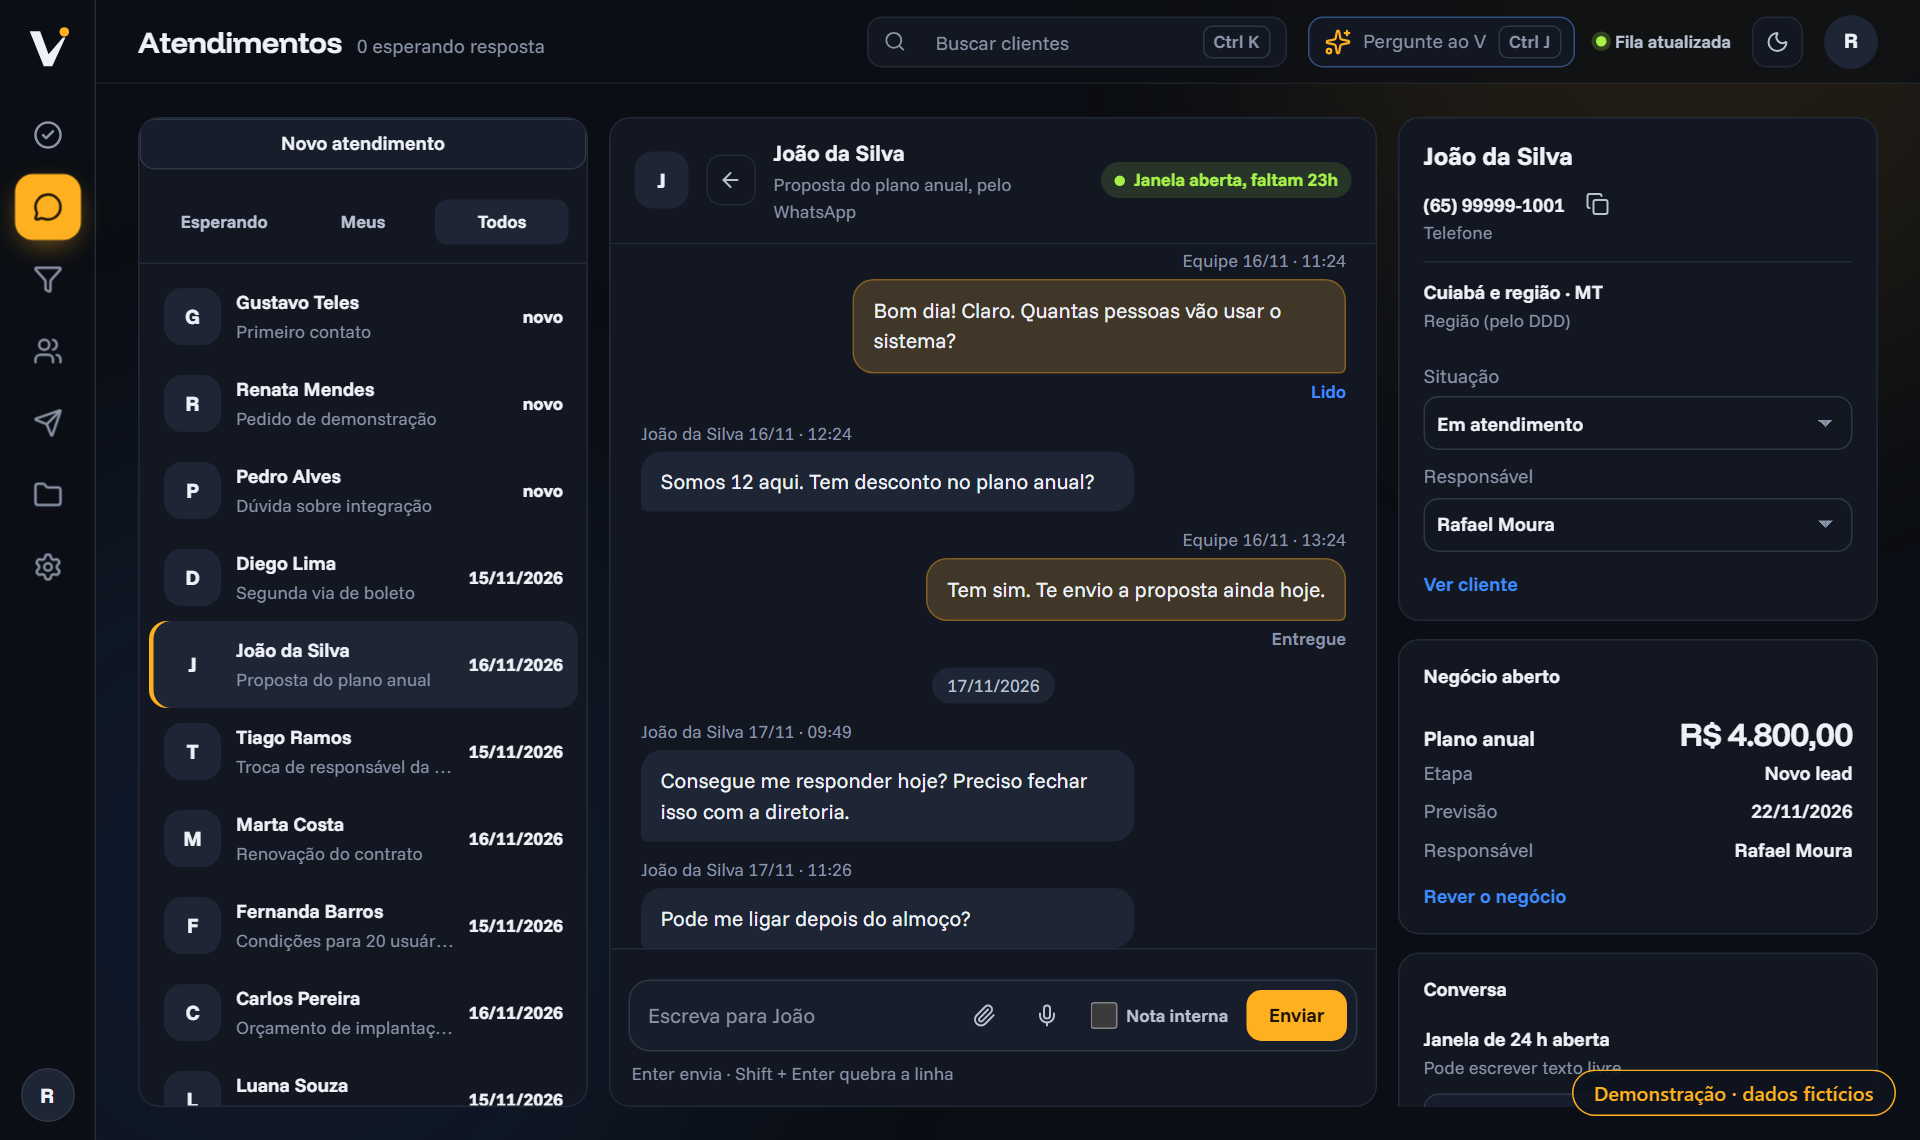 Atendimentos
0 esperando resposta
Buscar clientes
Ctrl K
Pergunte ao V
Ctrl J
Fila atualizada
R
Novo atendimento
Esperando
Meus
Todos
G
Gustavo Teles
Primeiro contato
novo
R
Renata Mendes
Pedido de demonstração
novo
P
Pedro Alves
Dúvida sobre integração
novo
D
Diego Lima
Segunda via de boleto
15/11/2026
J
João da Silva
Proposta do plano anual
16/11/2026
T
Tiago Ramos
Troca de responsável da ...
15/11/2026
M
Marta Costa
Renovação do contrato
16/11/2026
F
Fernanda Barros
Condições para 20 usuár...
15/11/2026
C
Carlos Pereira
Orçamento de implantaç...
16/11/2026
L
Luana Souza
15/11/2026
R
J
João da Silva
Proposta do plano anual, pelo
WhatsApp
Janela aberta, faltam 23h
Equipe 16/11 · 11:24
Bom dia! Claro. Quantas pessoas vão usar o
sistema?
Lido
João da Silva 16/11 · 12:24
Somos 12 aqui. Tem desconto no plano anual?
Equipe 16/11 · 13:24
Tem sim. Te envio a proposta ainda hoje.
Entregue
17/11/2026
João da Silva 17/11 · 09:49
Consegue me responder hoje? Preciso fechar
isso com a diretoria.
João da Silva 17/11 · 11:26
Pode me ligar depois do almoço?
Escreva para João
Nota interna
Enviar
Enter envia · Shift + Enter quebra a linha
João da Silva
(65) 99999-1001
Telefone
Cuiabá e região · MT
Região (pelo DDD)
Situação
Em atendimento
Responsável
Rafael Moura
Ver cliente
Negócio aberto
Plano anual
R$ 4.800,00
Etapa
Novo lead
Previsão
22/11/2026
Responsável
Rafael Moura
Rever o negócio
Conversa
Janela de 24 h aberta
Pode escrever texto livre
Demonstração · dados fictícios